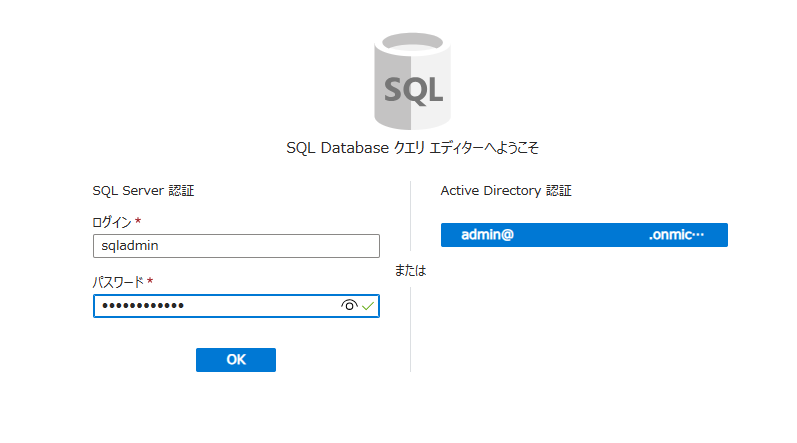 SQL
SQL Database クエリ エディターへようこそ
SQL Server 認証
ログイン *
sqladmin
パスワード *
••••••••••••
OK
または
Active Directory 認証
admin@ .onmic…